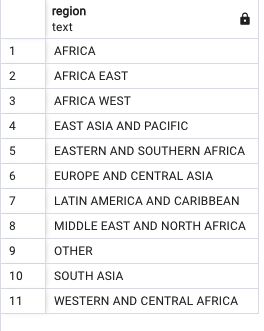 region
text
1 AFRICA
2 AFRICA EAST
3 AFRICA WEST
4 EAST ASIA AND PACIFIC
5 EASTERN AND SOUTHERN AFRICA
6 EUROPE AND CENTRAL ASIA
7 LATIN AMERICA AND CARIBBEAN
8 MIDDLE EAST AND NORTH AFRICA
9 OTHER
10 SOUTH ASIA
11 WESTERN AND CENTRAL AFRICA